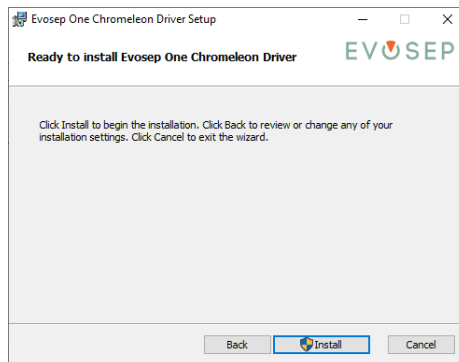 Evosep One Chromeleon Driver Setup
Ready to install Evosep One Chromeleon Driver
EVOSEP
Click Install to begin the installation. Click Back to review or change any of your
installation settings. Click Cancel to exit the wizard.
Back
Install
Cancel